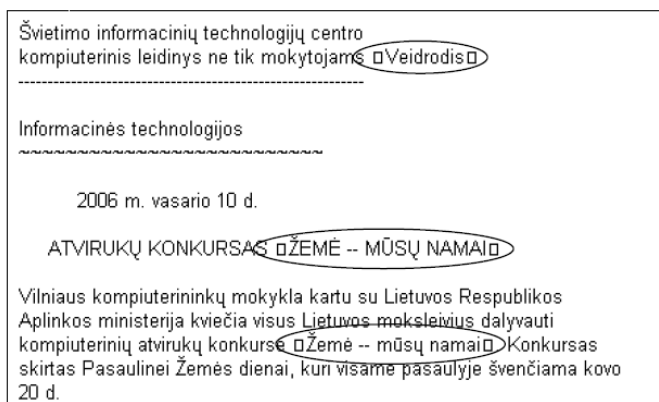 Švietimo informacinių technologijų centro
kompiuterinis leidinys ne tik mokytojams ▯Veidrodis▯
------------------------------------------------------------
Informacinės technologijos
~~~~~~~~~~~~~~~~~~~~~~~~~~
2006 m. vasario 10 d.
ATVIRUKŲ KONKURSAS ▯ŽEMĖ -- MŪSŲ NAMAI▯
Vilniaus kompiuterininkų mokykla kartu su Lietuvos Respublikos
Aplinkos ministerija kviečia visus Lietuvos moksleivius dalyvauti
kompiuterinių atvirukų konkurse ▯Žemė -- mūsų namai▯ Konkursas
skirtas Pasaulinei Žemės dienai, kuri visame pasaulyje švenčiama kovo
20 d.